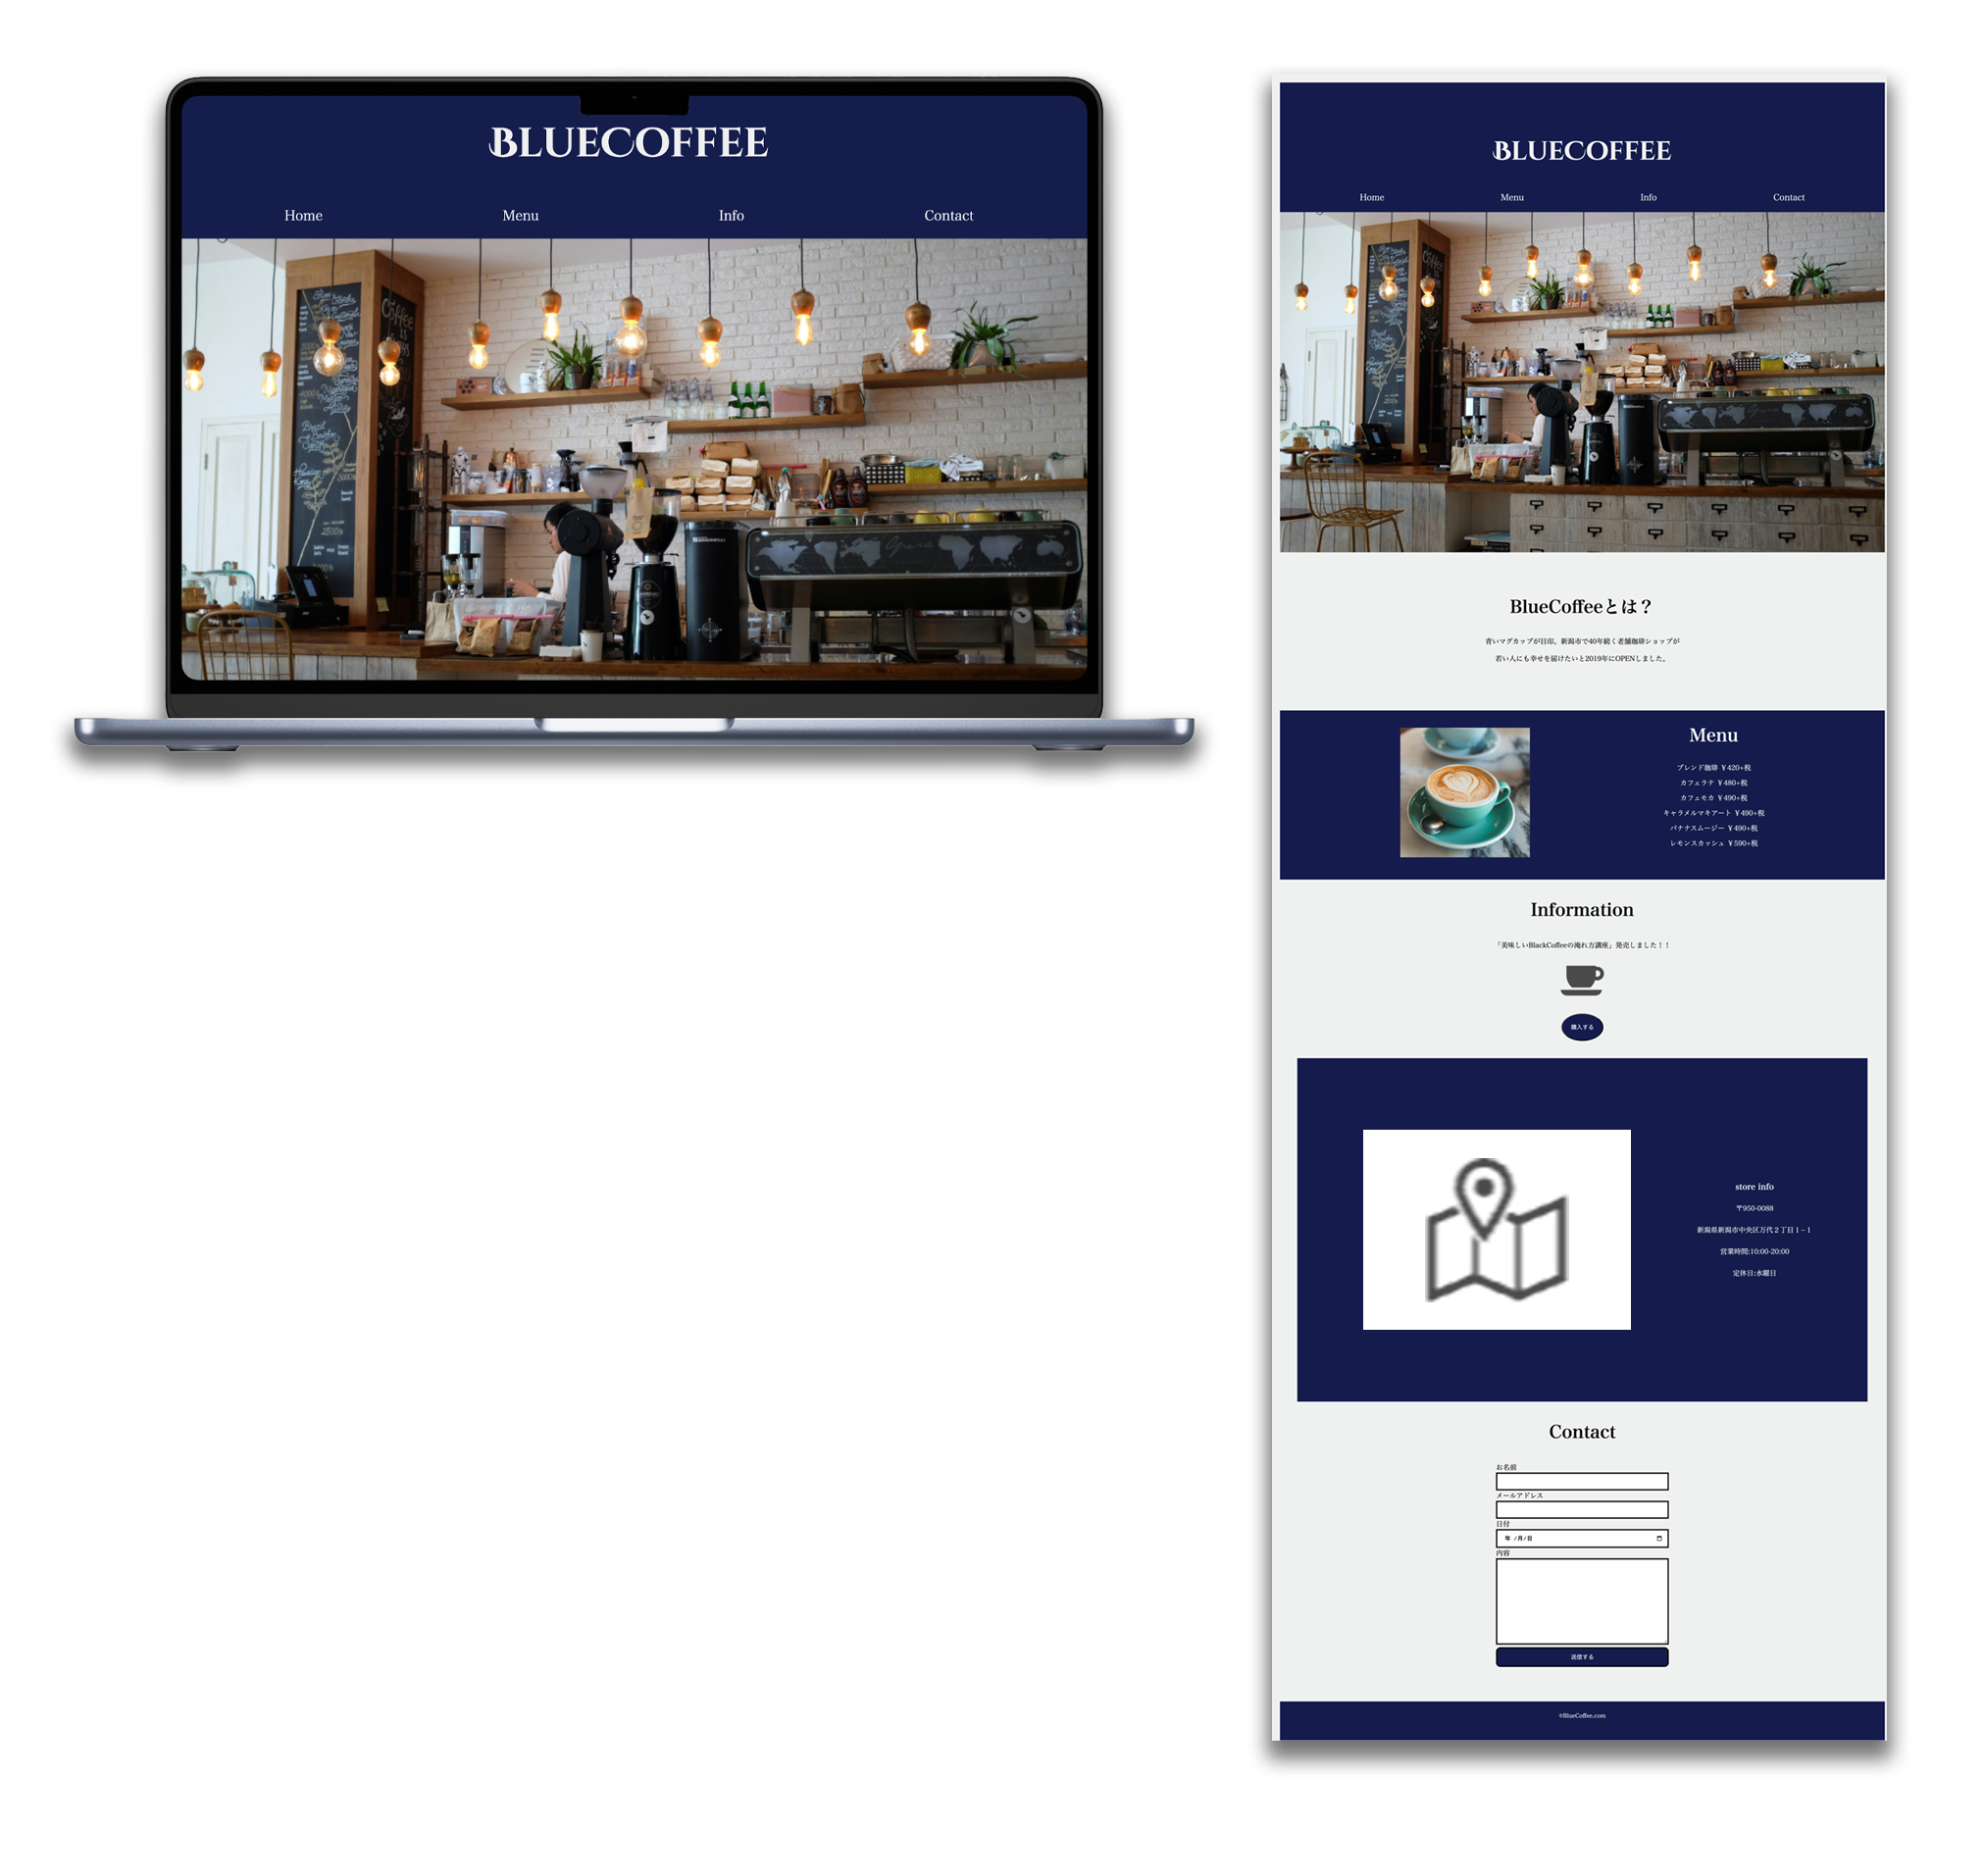 BLUECOFFEE
Home Menu Info Contact
BLUECOFFEE
Home Menu Info Contact
BlueCoffeeとは？
青いマグカップが目印。新潟市で40年続く老舗珈琲ショップが
若い人にも幸せを届けたいと2019年にOPENしました。
Menu
ブレンド珈琲 ￥420+税
カフェラテ ￥480+税
カフェモカ ￥490+税
キャラメルマキアート ￥490+税
バナナスムージー ￥490+税
レモンスカッシュ ￥590+税
Information
「美味しいBlackCoffeeの淹れ方講座」発売しました！！
購入する
store info
〒950-0088
新潟県新潟市中央区万代２丁目１−１
営業時間:10:00-20:00
定休日:水曜日
Contact
お名前
メールアドレス
日付
年 /月/日
内容
送信する
©BlueCoffee.com